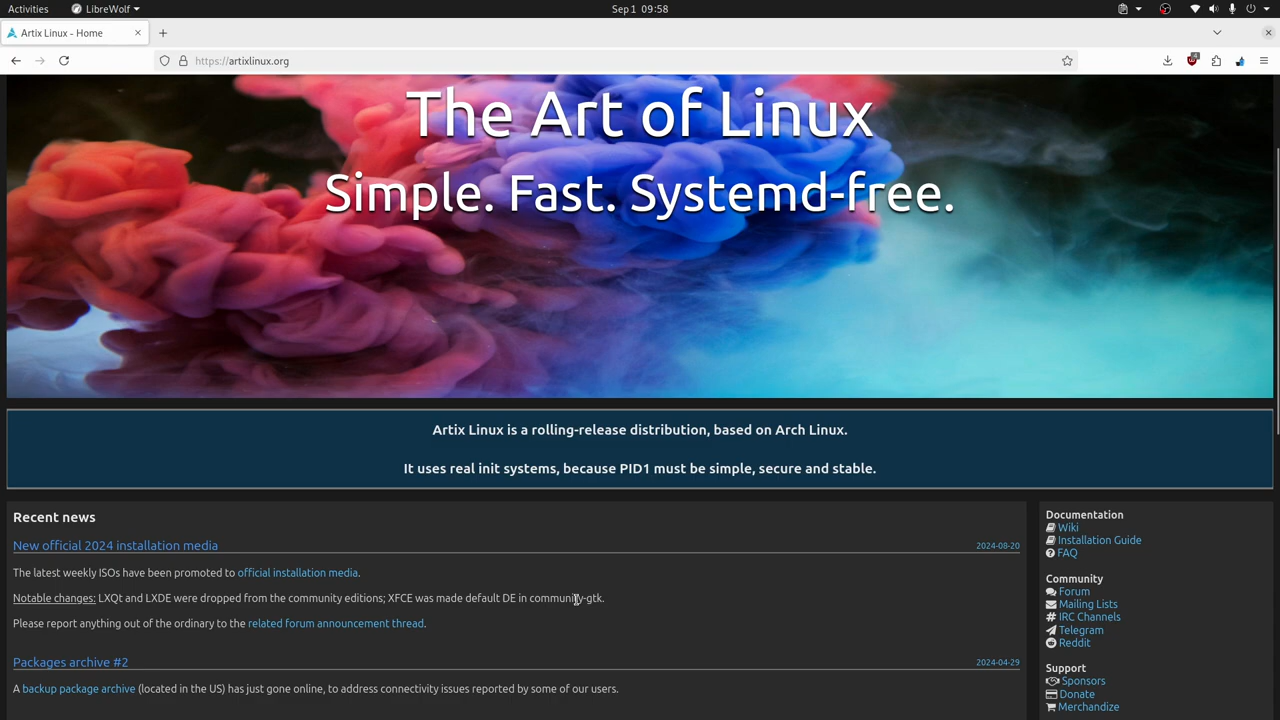 Activities
LibreWolf
Sep 1 09:58
Artix Linux - Home
https://artixlinux.org
4
The Art of Linux
Simple. Fast. Systemd-free.
Artix Linux is a rolling-release distribution, based on Arch Linux.
It uses real init systems, because PID1 must be simple, secure and stable.
Recent news
New official 2024 installation media 2024-08-20
The latest weekly ISOs have been promoted to official installation media.
Notable changes: LXQt and LXDE were dropped from the community editions; XFCE was made default DE in community-gtk.
Please report anything out of the ordinary to the related forum announcement thread.
Packages archive #2 2024-04-29
A backup package archive (located in the US) has just gone online, to address connectivity issues reported by some of our users.
Documentation
Wiki
Installation Guide
FAQ
Community
Forum
Mailing Lists
IRC Channels
Telegram
Reddit
Support
Sponsors
Donate
Merchandize